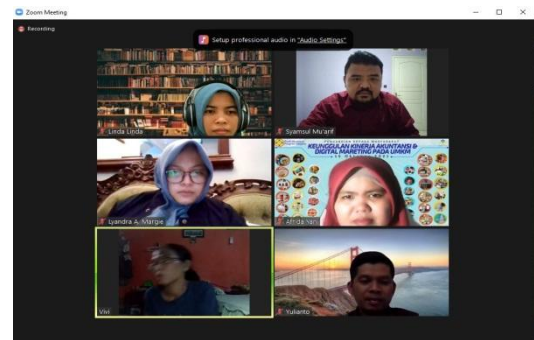 Zoom Meeting
Recording
Setup professional audio in "Audio Settings"
Linda Linda
Syamsul Mu'arif
KEUNGGULAN KINERJA AKUNTANSI &
DIGITAL MARETING PADA UMKM
Lyandra A. Margie
Afrida Yani
Vivi
Yulianto